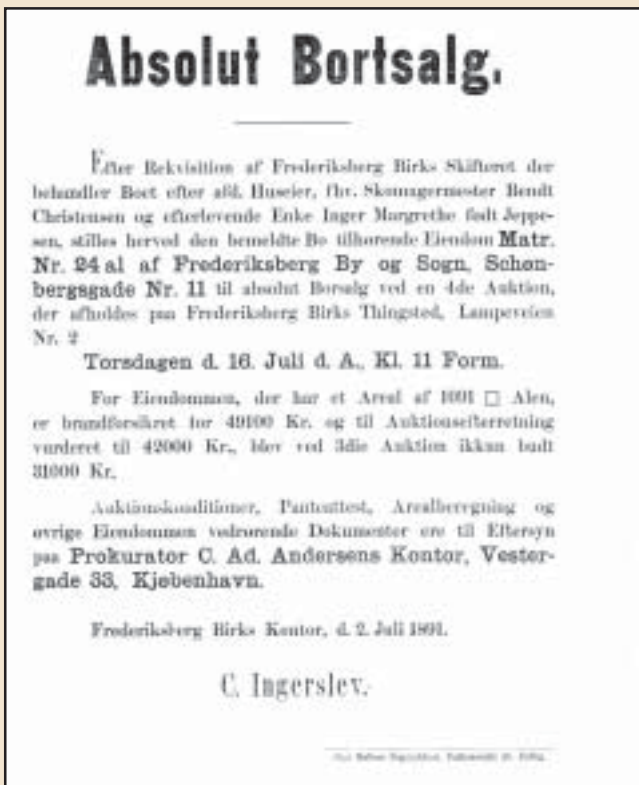 Absolut Bortsalg.
Efter Rekvisition af Frederiksberg Birks Skifteret der
behandler Boet efter afd. Huseier, fhv. Skomagermester Bendt
Christensen og efterlevende Enke Inger Margrethe født Jeppe-
sen, stilles herved den bemeldte Bo tilhørende Eiendom Matr.
Nr. 24 al af Frederiksberg By og Sogn, Schøn-
bergsgade Nr. 11 til absolut Borsalg ved en 4de Auktion,
der afholdes paa Frederiksberg Birks Thingsted, Lampeveien
Nr. 2
Torsdagen d. 16. Juli d. A., Kl. 11 Form.
For Eiendommen, der har et Areal af 1091 □ Alen,
er brandforsikret for 49100 Kr. og til Auktionsefterretning
vurderet til 42000 Kr., blev ved 3die Auktion ikkun budt
31000 Kr.
Auktionskonditioner, Panteattest, Arealberegning og
øvrige Eiendommen vedrørende Dokumenter ere til Eftersyn
paa Prokurator C. Ad. Andersens Kontor, Vester-
gade 33, Kjøbenhavn.
Frederiksberg Birks Kontor, d. 2. Juli 1891.
C. Ingerslev.